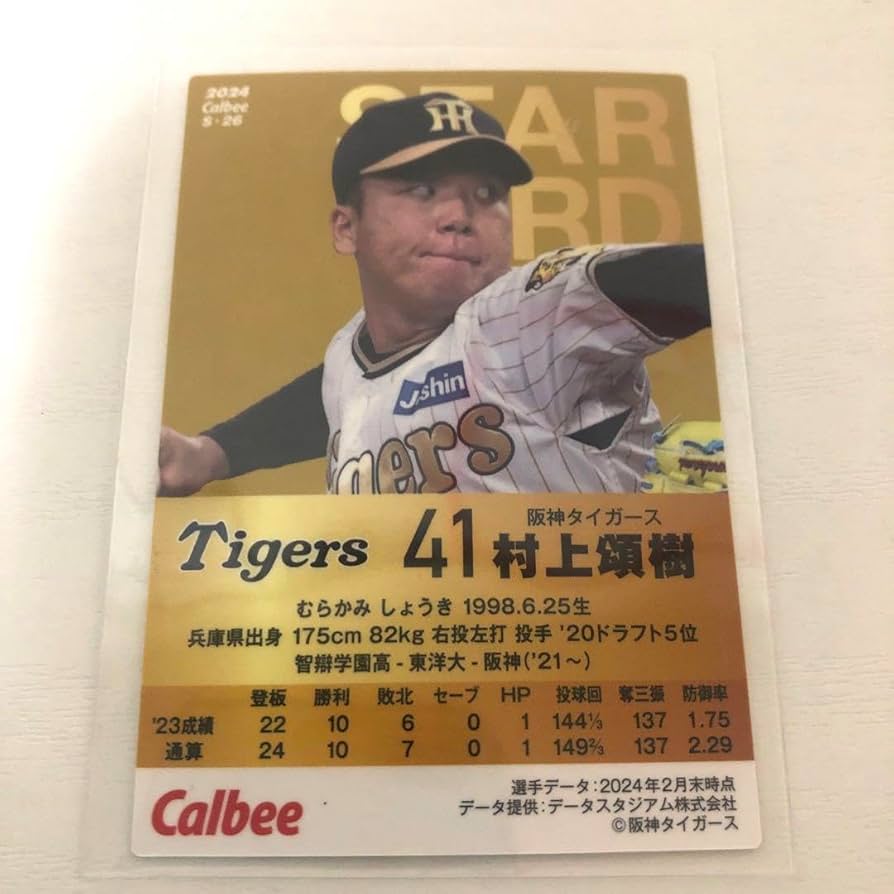 2024
Calbee
S・26
STAR
RD
TH
Joshin
gers
Tigers 41 阪神タイガース
村上頌樹
むらかみ しょうき 1998.6.25生
兵庫県出身 175cm 82kg 右投左打 投手 '20ドラフト5位
智辯学園高 - 東洋大 - 阪神('21〜)
登板 勝利 敗北 セーブ HP 投球回 奪三振 防御率
'23成績 22 10 6 0 1 144⅓ 137 1.75
通算 24 10 7 0 1 149⅔ 137 2.29
選手データ:2024年2月末時点
データ提供:データスタジアム株式会社
©阪神タイガース
Calbee